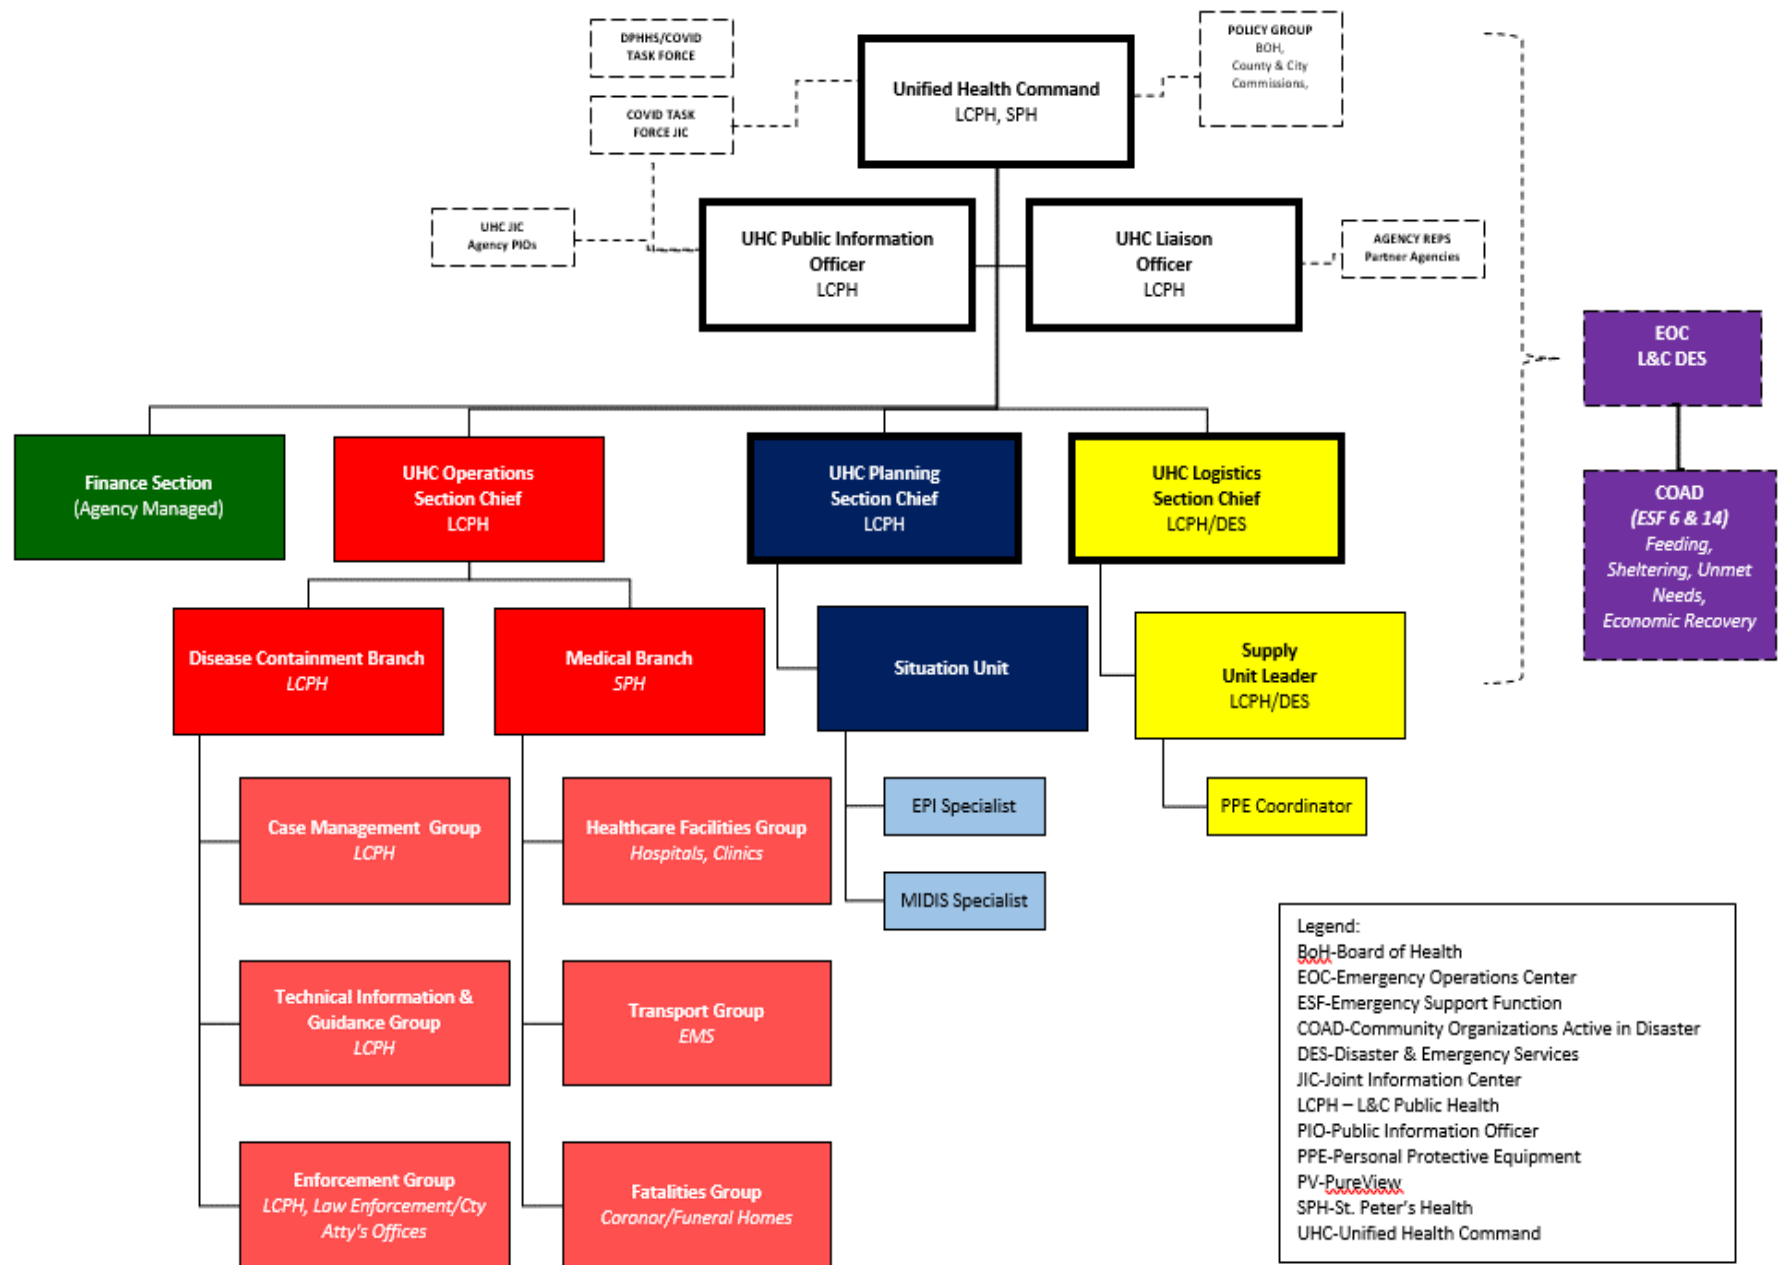 DPHHS/COVID
TASK FORCE
COVID TASK
FORCE JIC
Unified Health Command
LCPH, SPH
POLICY GROUP
BOH,
County & City
Commissions,
UHC JIC
Agency PIOs
UHC Public Information
Officer
LCPH
UHC Liaison
Officer
LCPH
AGENCY REPS
Partner Agencies
EOC
L&C DES
COAD
(ESF 6 & 14)
Feeding,
Sheltering, Unmet
Needs,
Economic Recovery
Finance Section
(Agency Managed)
UHC Operations
Section Chief
LCPH
UHC Planning
Section Chief
LCPH
UHC Logistics
Section Chief
LCPH/DES
Disease Containment Branch
LCPH
Medical Branch
SPH
Situation Unit
Supply
Unit Leader
LCPH/DES
Case Management  Group
LCPH
Healthcare Facilities Group
Hospitals, Clinics
EPI Specialist
MIDIS Specialist
PPE Coordinator
Technical Information &
Guidance Group
LCPH
Transport Group
EMS
Enforcement Group
LCPH, Law Enforcement/Cty
Atty's Offices
Fatalities Group
Coronor/Funeral Homes
Legend:
BoH-Board of Health
EOC-Emergency Operations Center
ESF-Emergency Support Function
COAD-Community Organizations Active in Disaster
DES-Disaster & Emergency Services
JIC-Joint Information Center
LCPH – L&C Public Health
PIO-Public Information Officer
PPE-Personal Protective Equipment
PV-PureView
SPH-St. Peter's Health
UHC-Unified Health Command